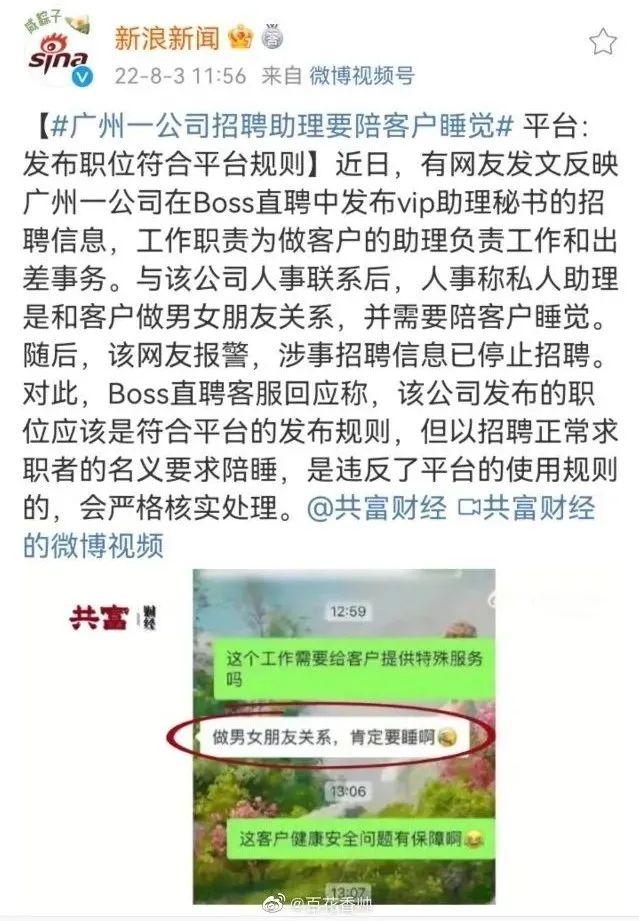 咸粽子
sina
新浪新闻
22-8-3 11:56 来自 微博视频号
【#广州一公司招聘助理要陪客户睡觉# 平台：
发布职位符合平台规则】近日，有网友发文反映
广州一公司在Boss直聘中发布vip助理秘书的招
聘信息，工作职责为做客户的助理负责工作和出
差事务。与该公司人事联系后，人事称私人助理
是和客户做男女朋友关系，并需要陪客户睡觉。
随后，该网友报警，涉事招聘信息已停止招聘。
对此，Boss直聘客服回应称，该公司发布的职
位应该是符合平台的发布规则，但以招聘正常求
职者的名义要求陪睡，是违反了平台的使用规则
的，会严格核实处理。@共富财经 共富财经
的微博视频
共富 财经
12:59
这个工作需要给客户提供特殊服务
吗
做男女朋友关系，肯定要睡啊
13:06
这客户健康安全问题有保障啊
13:07
@百花香帅